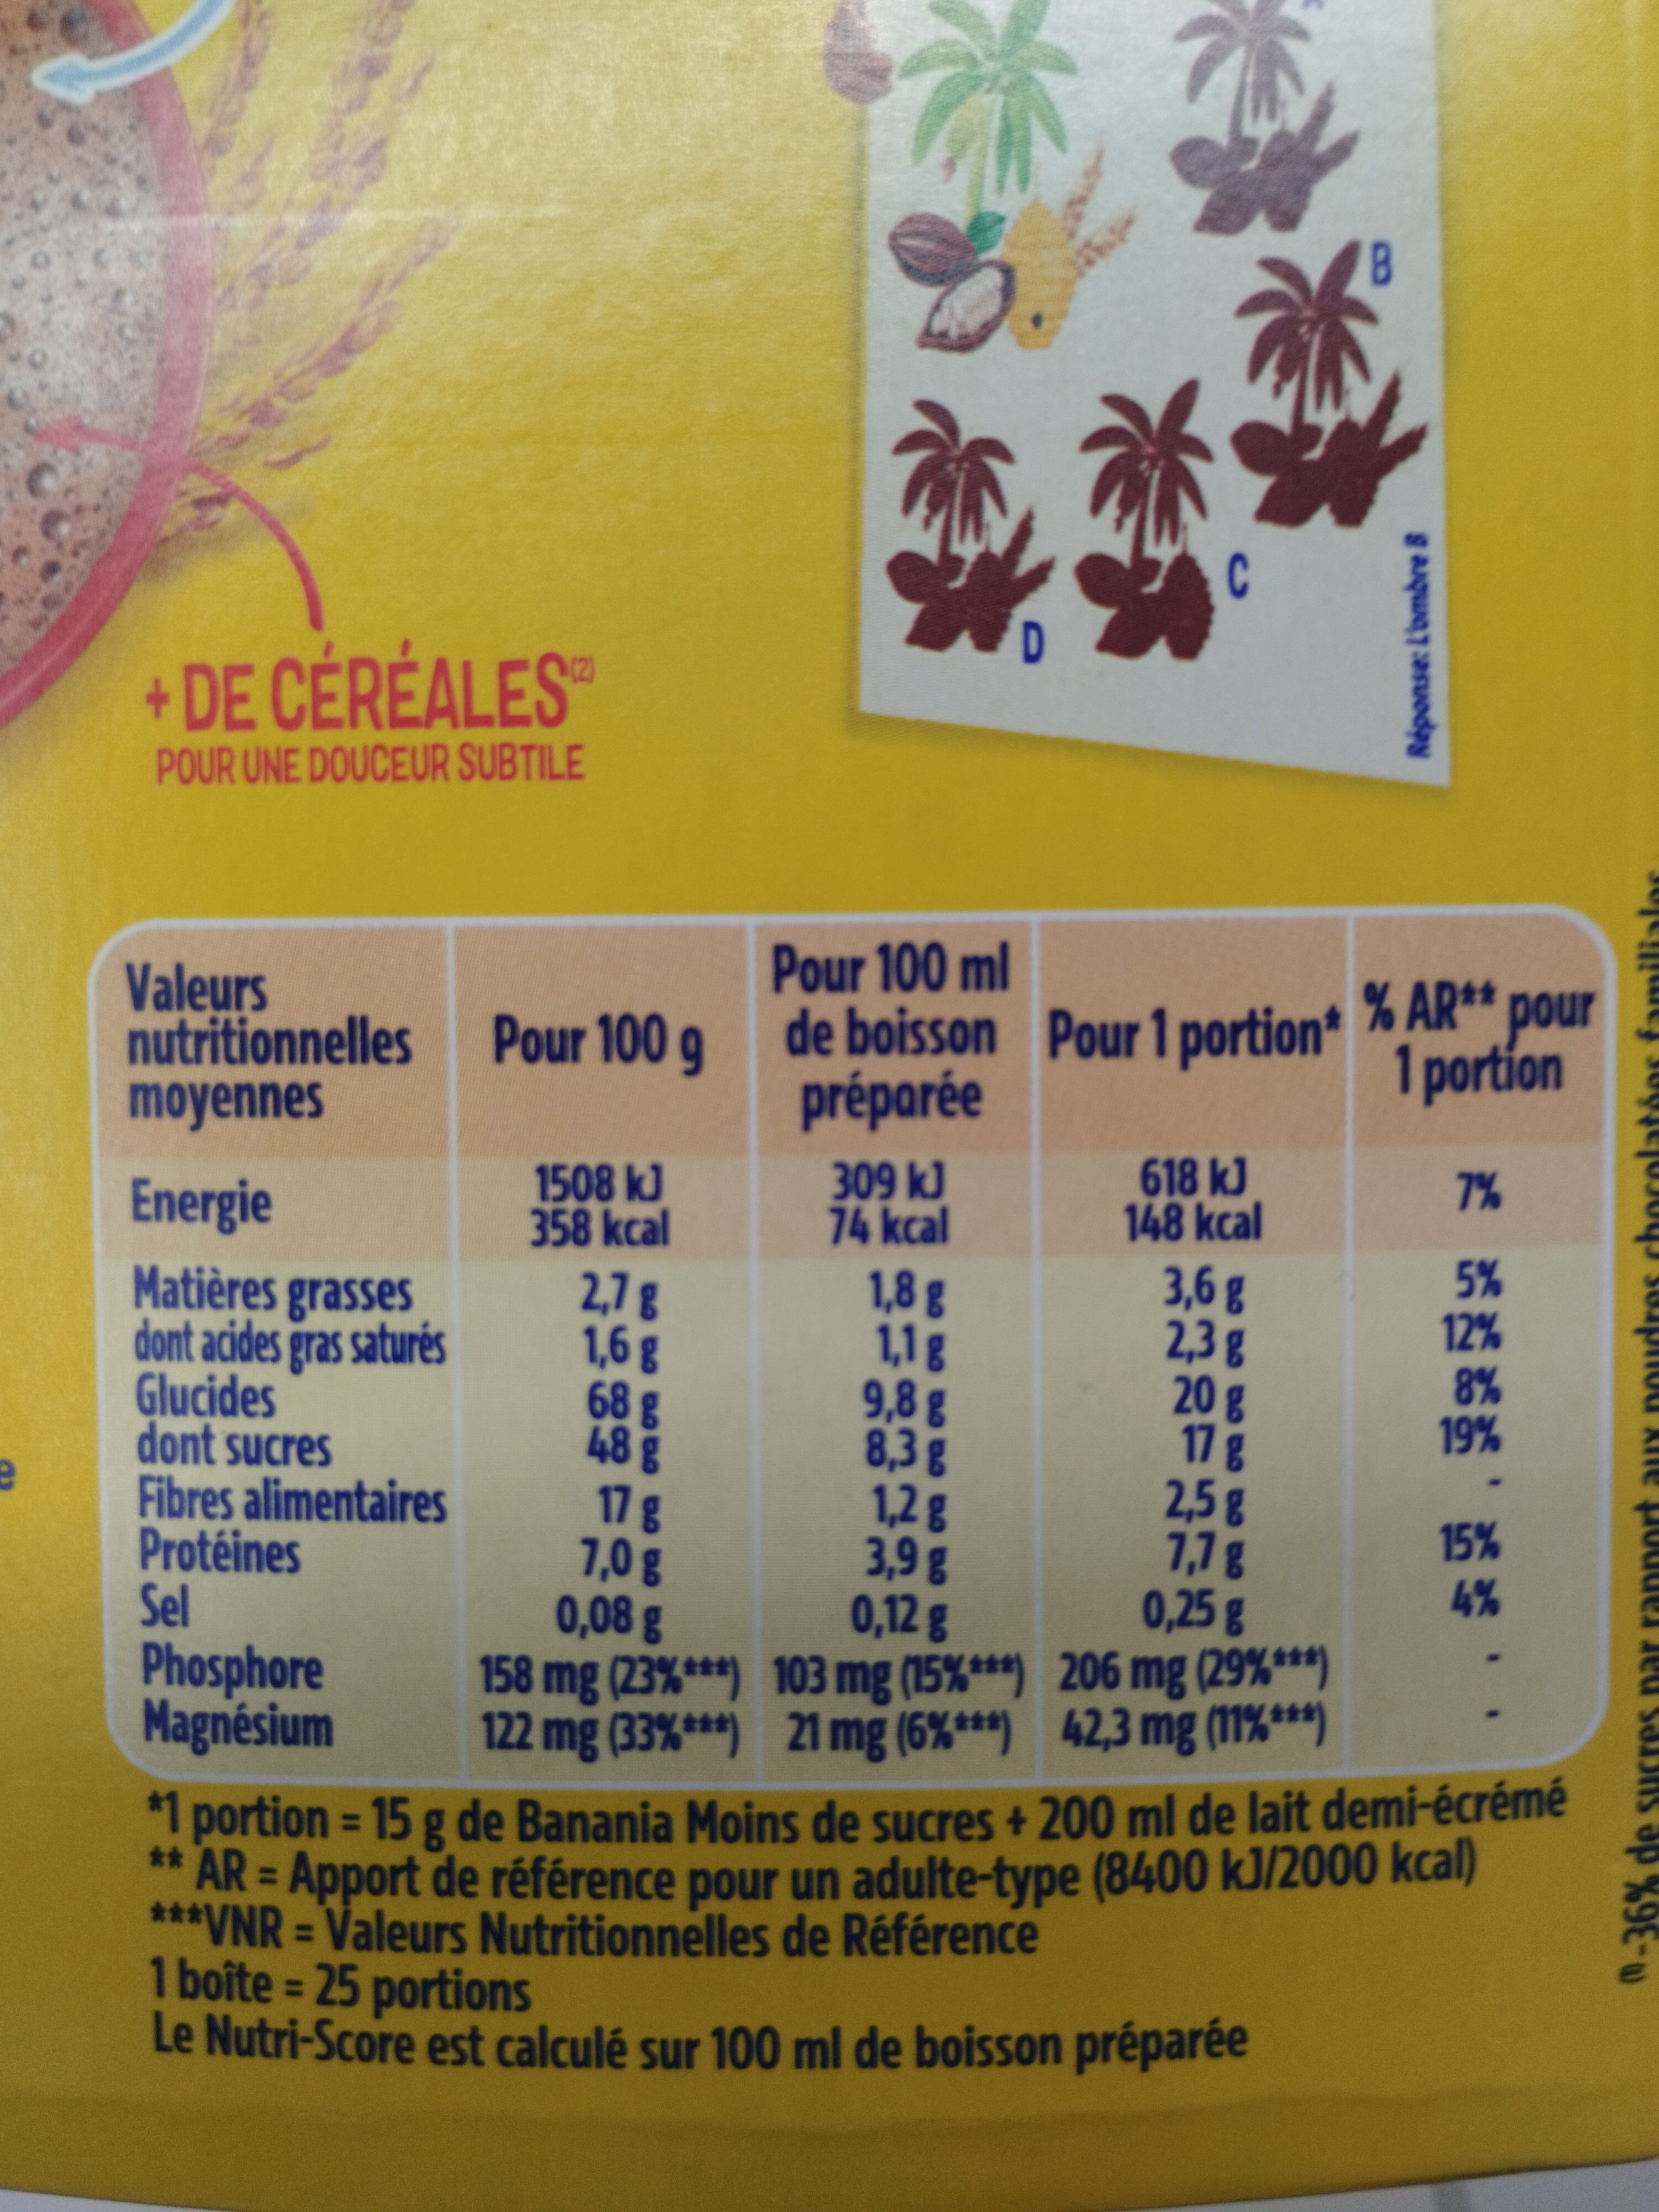 B
C
D
Réponse: L'ombre B
+ DE CÉRÉALES(2)
POUR UNE DOUCEUR SUBTILE
Valeurs nutritionnelles moyennes Pour 100 g Pour 100 ml de boisson préparée Pour 1 portion* % AR** pour 1 portion
Energie 1508 kJ 309 kJ 618 kJ 7%
358 kcal 74 kcal 148 kcal
Matières grasses 2,7 g 1,8 g 3,6 g 5%
dont acides gras saturés 1,6 g 1,1 g 2,3 g 12%
Glucides 68 g 9,8 g 20 g 8%
dont sucres 48 g 8,3 g 17 g 19%
Fibres alimentaires 17 g 1,2 g 2,5 g -
Protéines 7,0 g 3,9 g 7,7 g 15%
Sel 0,08 g 0,12 g 0,25 g 4%
Phosphore 158 mg (23%***) 103 mg (15%***) 206 mg (29%***) -
Magnésium 122 mg (33%***) 21 mg (6%***) 42,3 mg (11%***) -
*1 portion = 15 g de Banania Moins de sucres + 200 ml de lait demi-écrémé
** AR = Apport de référence pour un adulte-type (8400 kJ/2000 kcal)
***VNR = Valeurs Nutritionnelles de Référence
1 boîte = 25 portions
Le Nutri-Score est calculé sur 100 ml de boisson préparée
(1) -36% de sucres par rapport aux poudres chocolatées familiales